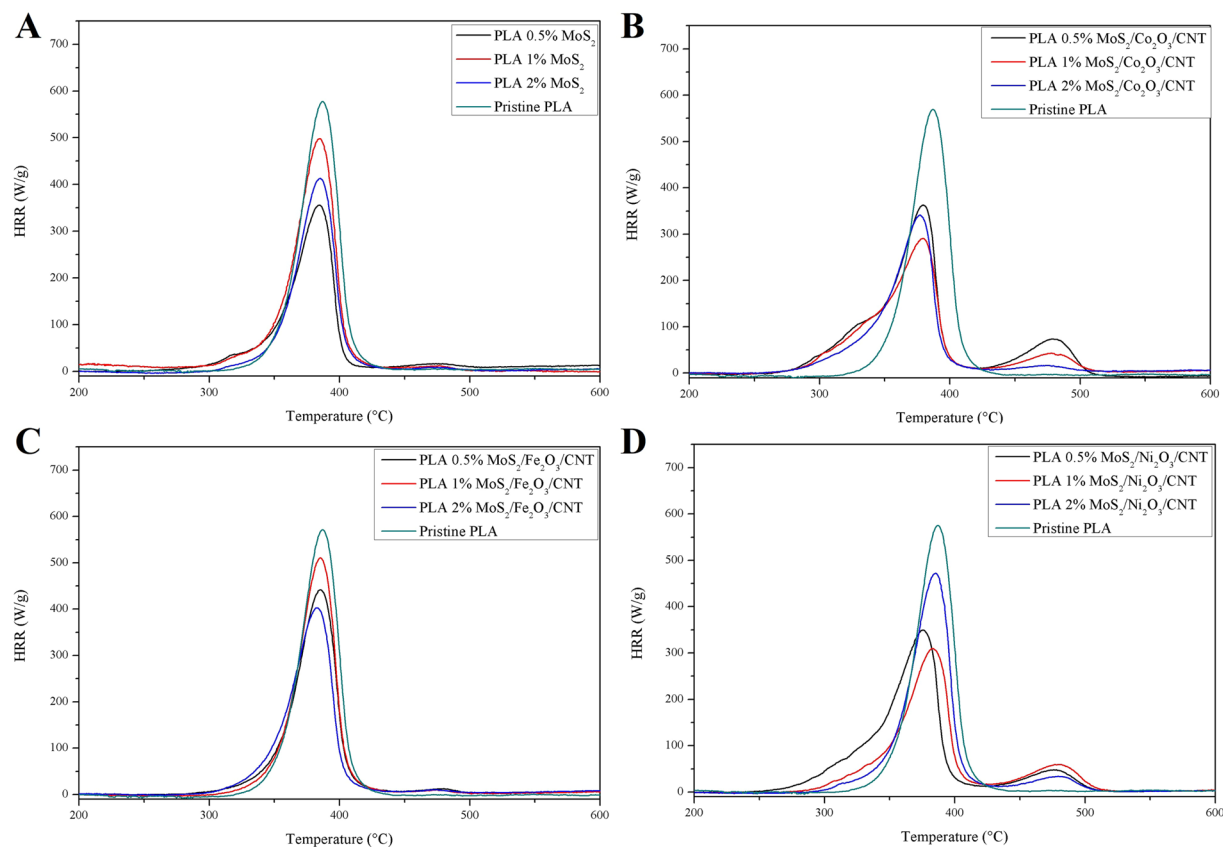 A
PLA 0.5% MoS₂
PLA 1% MoS₂
PLA 2% MoS₂
Pristine PLA
700
600
500
400
300
200
100
0
HRR (W/g)
200 300 400 500 600
Temperature (°C)
B
PLA 0.5% MoS₂/Co₂O₃/CNT
PLA 1% MoS₂/Co₂O₃/CNT
PLA 2% MoS₂/Co₂O₃/CNT
Pristine PLA
700
600
500
400
300
200
100
0
HRR (W/g)
200 300 400 500 600
Temperature (°C)
C
PLA 0.5% MoS₂/Fe₂O₃/CNT
PLA 1% MoS₂/Fe₂O₃/CNT
PLA 2% MoS₂/Fe₂O₃/CNT
Pristine PLA
700
600
500
400
300
200
100
0
HRR (W/g)
200 300 400 500 600
Temperature (°C)
D
PLA 0.5% MoS₂/Ni₂O₃/CNT
PLA 1% MoS₂/Ni₂O₃/CNT
PLA 2% MoS₂/Ni₂O₃/CNT
Pristine PLA
700
600
500
400
300
200
100
0
HRR (W/g)
200 300 400 500 600
Temperature (°C)